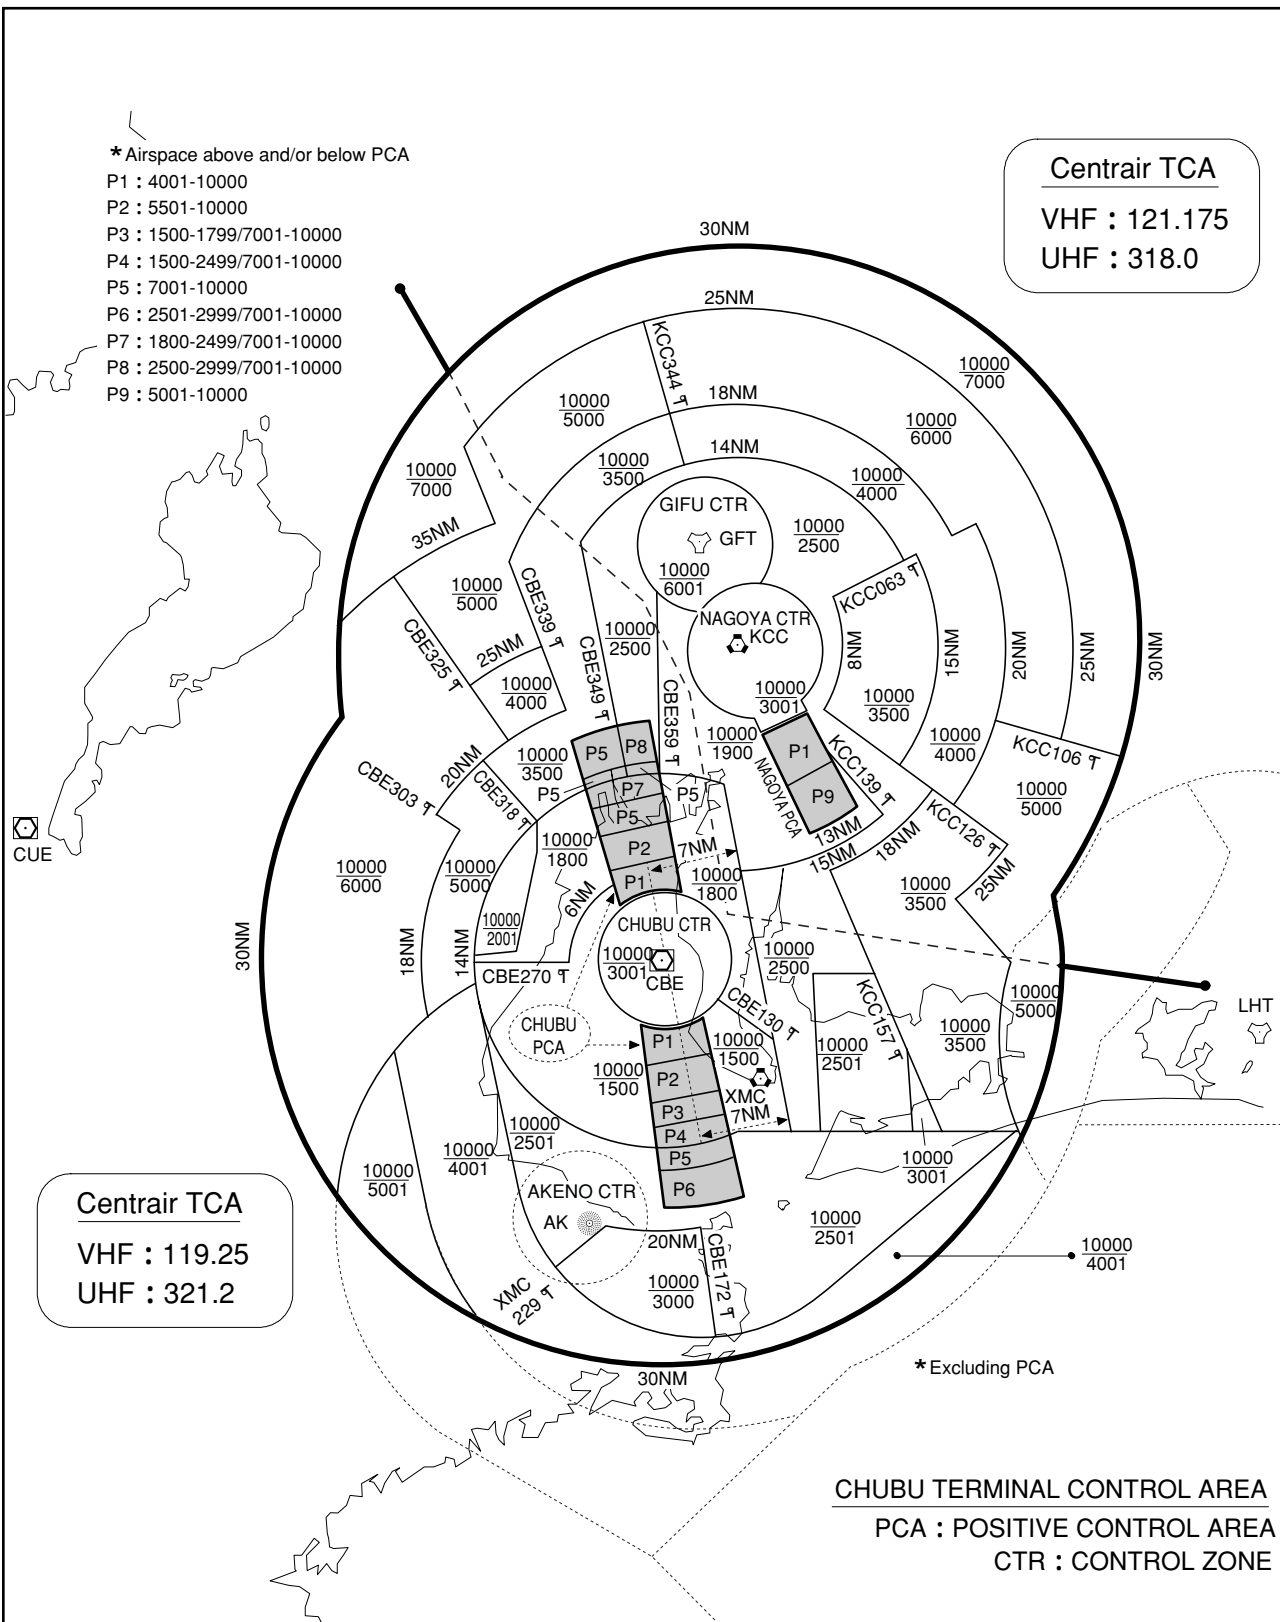 * Airspace above and/or below PCA
P1 : 4001-10000
P2 : 5501-10000
P3 : 1500-1799/7001-10000
P4 : 1500-2499/7001-10000
P5 : 7001-10000
P6 : 2501-2999/7001-10000
P7 : 1800-2499/7001-10000
P8 : 2500-2999/7001-10000
P9 : 5001-10000
Centrair TCA
VHF : 121.175
UHF : 318.0
30NM
25NM
KCC344 T
10000
7000
10000
5000
18NM
10000
6000
14NM
10000
3500
10000
7000
10000
4000
GIFU CTR
GFT
10000
2500
35NM
10000
6001
KCC063 T
10000
5000
CBE339 T
NAGOYA CTR
KCC
10000
2500
CBE325 T
25NM
8NM
15NM
20NM
25NM
30NM
CBE349 T
CBE359 T
10000
4000
10000
3001
10000
3500
10000
1900
10000
4000
KCC106 T
P5
P8
P1
KCC139 T
20NM
10000
3500
CBE303 T
CBE318 T
P5
P7
P5
NAGOYA PCA
P9
10000
5000
P5
13NM
KCC126 T
CUE
10000
1800
P2
7NM
15NM
18NM
10000
6000
10000
5000
P1
10000
1800
25NM
10000
3500
6NM
10000
2001
CHUBU CTR
30NM
18NM
14NM
10000
3001
CBE
10000
2500
CBE270 T
CBE130 T
KCC157 T
10000
5000
LHT
CHUBU
PCA
P1
10000
1500
10000
2501
10000
3500
10000
1500
P2
XMC
P3
7NM
P4
10000
2501
10000
4001
P5
10000
3001
10000
5001
P6
AKENO CTR
AK
10000
2501
20NM
CBE172 T
10000
4001
Centrair TCA
VHF : 119.25
UHF : 321.2
XMC
229 T
10000
3000
30NM
* Excluding PCA
CHUBU TERMINAL CONTROL AREA
PCA : POSITIVE CONTROL AREA
CTR : CONTROL ZONE